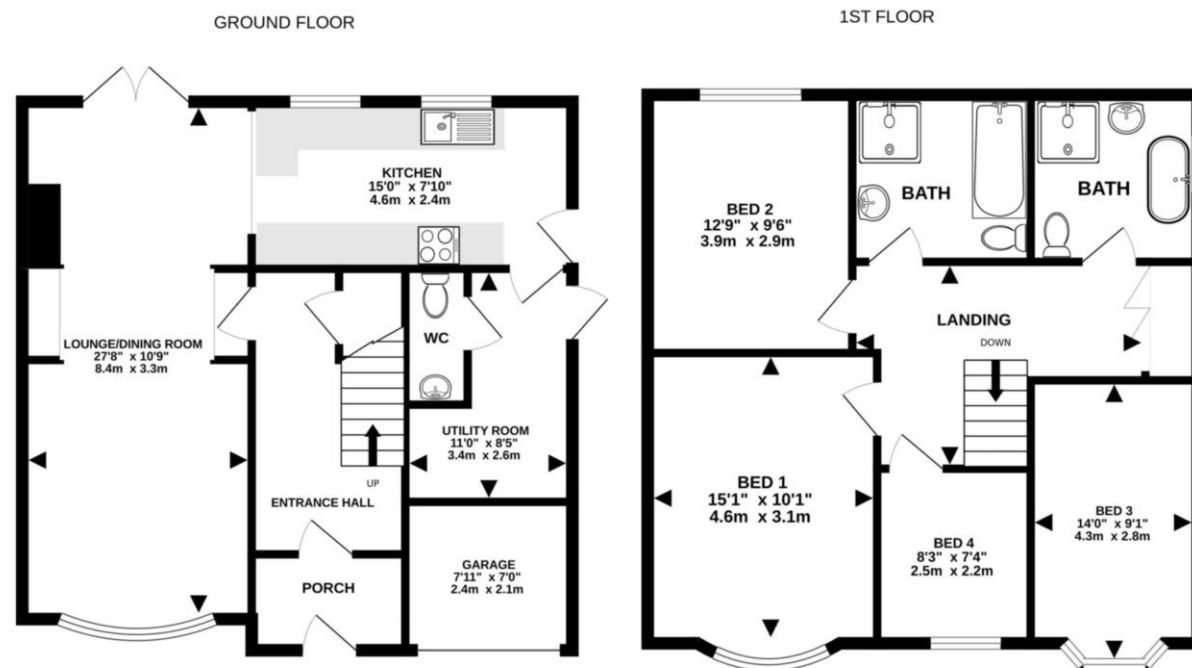 GROUND FLOOR
KITCHEN
15'0" x 7'10"
4.6m x 2.4m
LOUNGE/DINING ROOM
27'8" x 10'9"
8.4m x 3.3m
WC
UTILITY ROOM
11'0" x 8'5"
3.4m x 2.6m
UP
ENTRANCE HALL
PORCH
GARAGE
7'11" x 7'0"
2.4m x 2.1m
1ST FLOOR
BED 2
12'9" x 9'6"
3.9m x 2.9m
BATH
BATH
LANDING
DOWN
BED 1
15'1" x 10'1"
4.6m x 3.1m
BED 4
8'3" x 7'4"
2.5m x 2.2m
BED 3
14'0" x 9'1"
4.3m x 2.8m